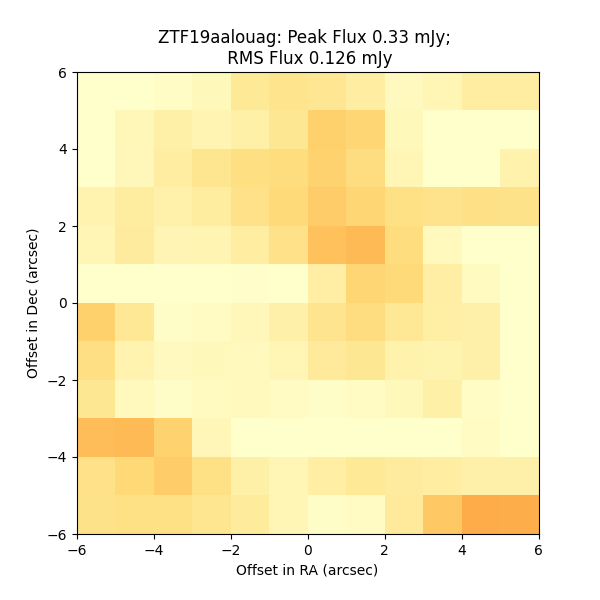 ZTF19aalouag: Peak Flux 0.33 mJy;
RMS Flux 0.126 mJy
6
4
2
0
−2
−4
−6
Offset in Dec (arcsec)
−6 −4 −2 0 2 4 6
Offset in RA (arcsec)